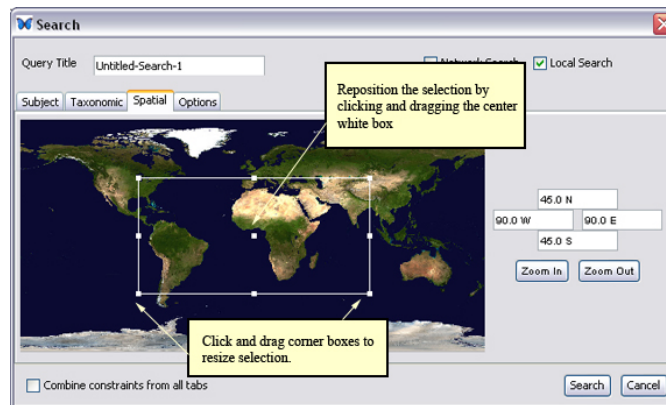 Search
Query Title
Untitled-Search-1
Network Search
Local Search
Reposition the selection by
clicking and dragging the center
white box
Subject
Taxonomic
Spatial
Options
45.0 N
90.0 W
90.0 E
45.0 S
Zoom In
Zoom Out
Click and drag corner boxes to
resize selection.
Combine constraints from all tabs
Search
Cancel